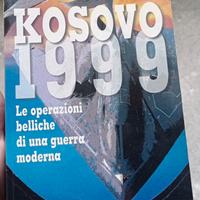 KOSOVO
1999
Le operazioni
belliche
di una guerra
moderna